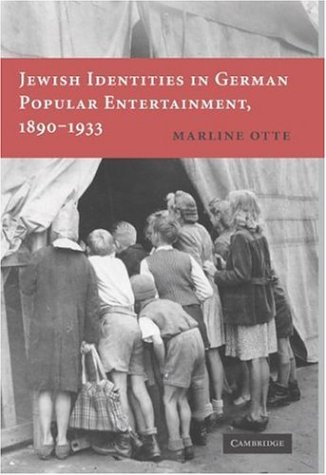 Jewish Identities in German
Popular Entertainment,
1890–1933
Marline Otte
Cambridge